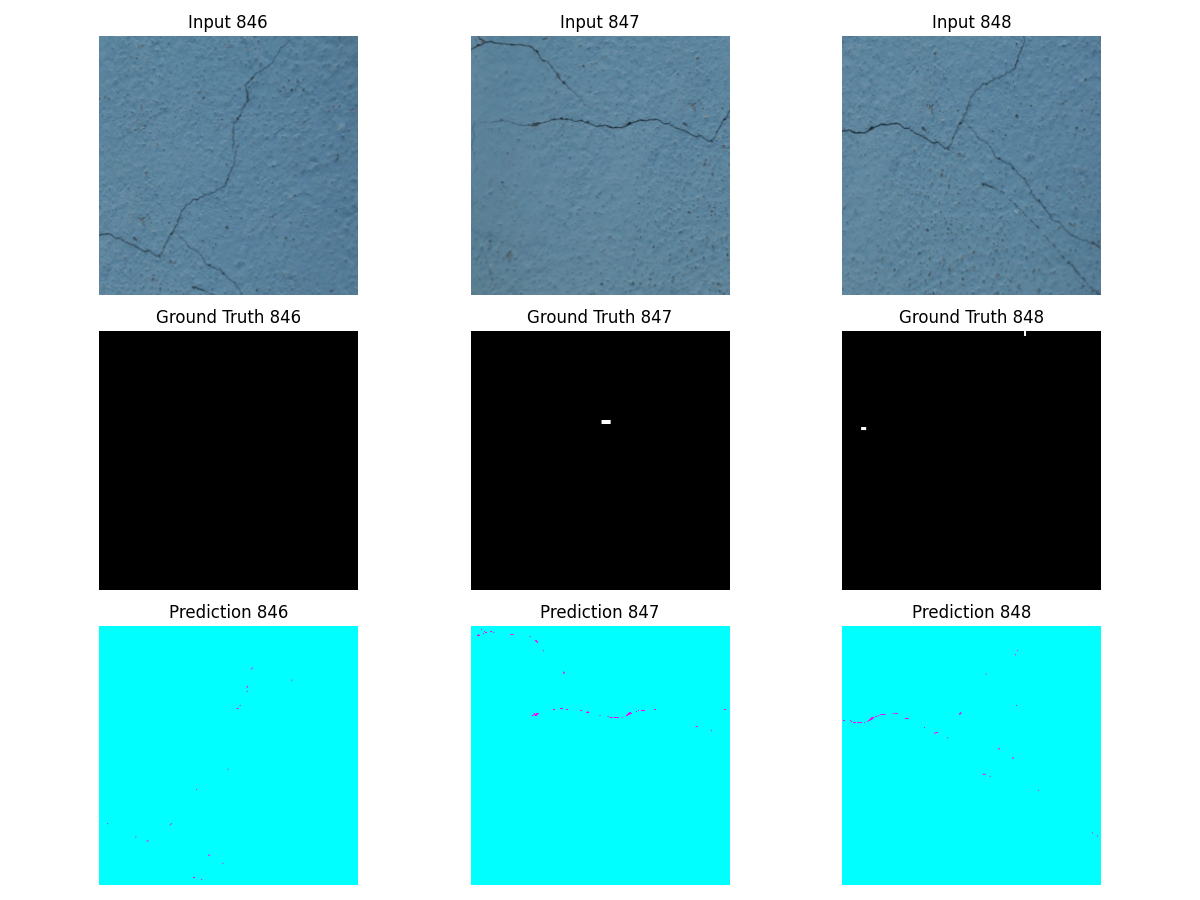 Input 846
Input 847
Input 848
Ground Truth 846
Ground Truth 847
Ground Truth 848
Prediction 846
Prediction 847
Prediction 848